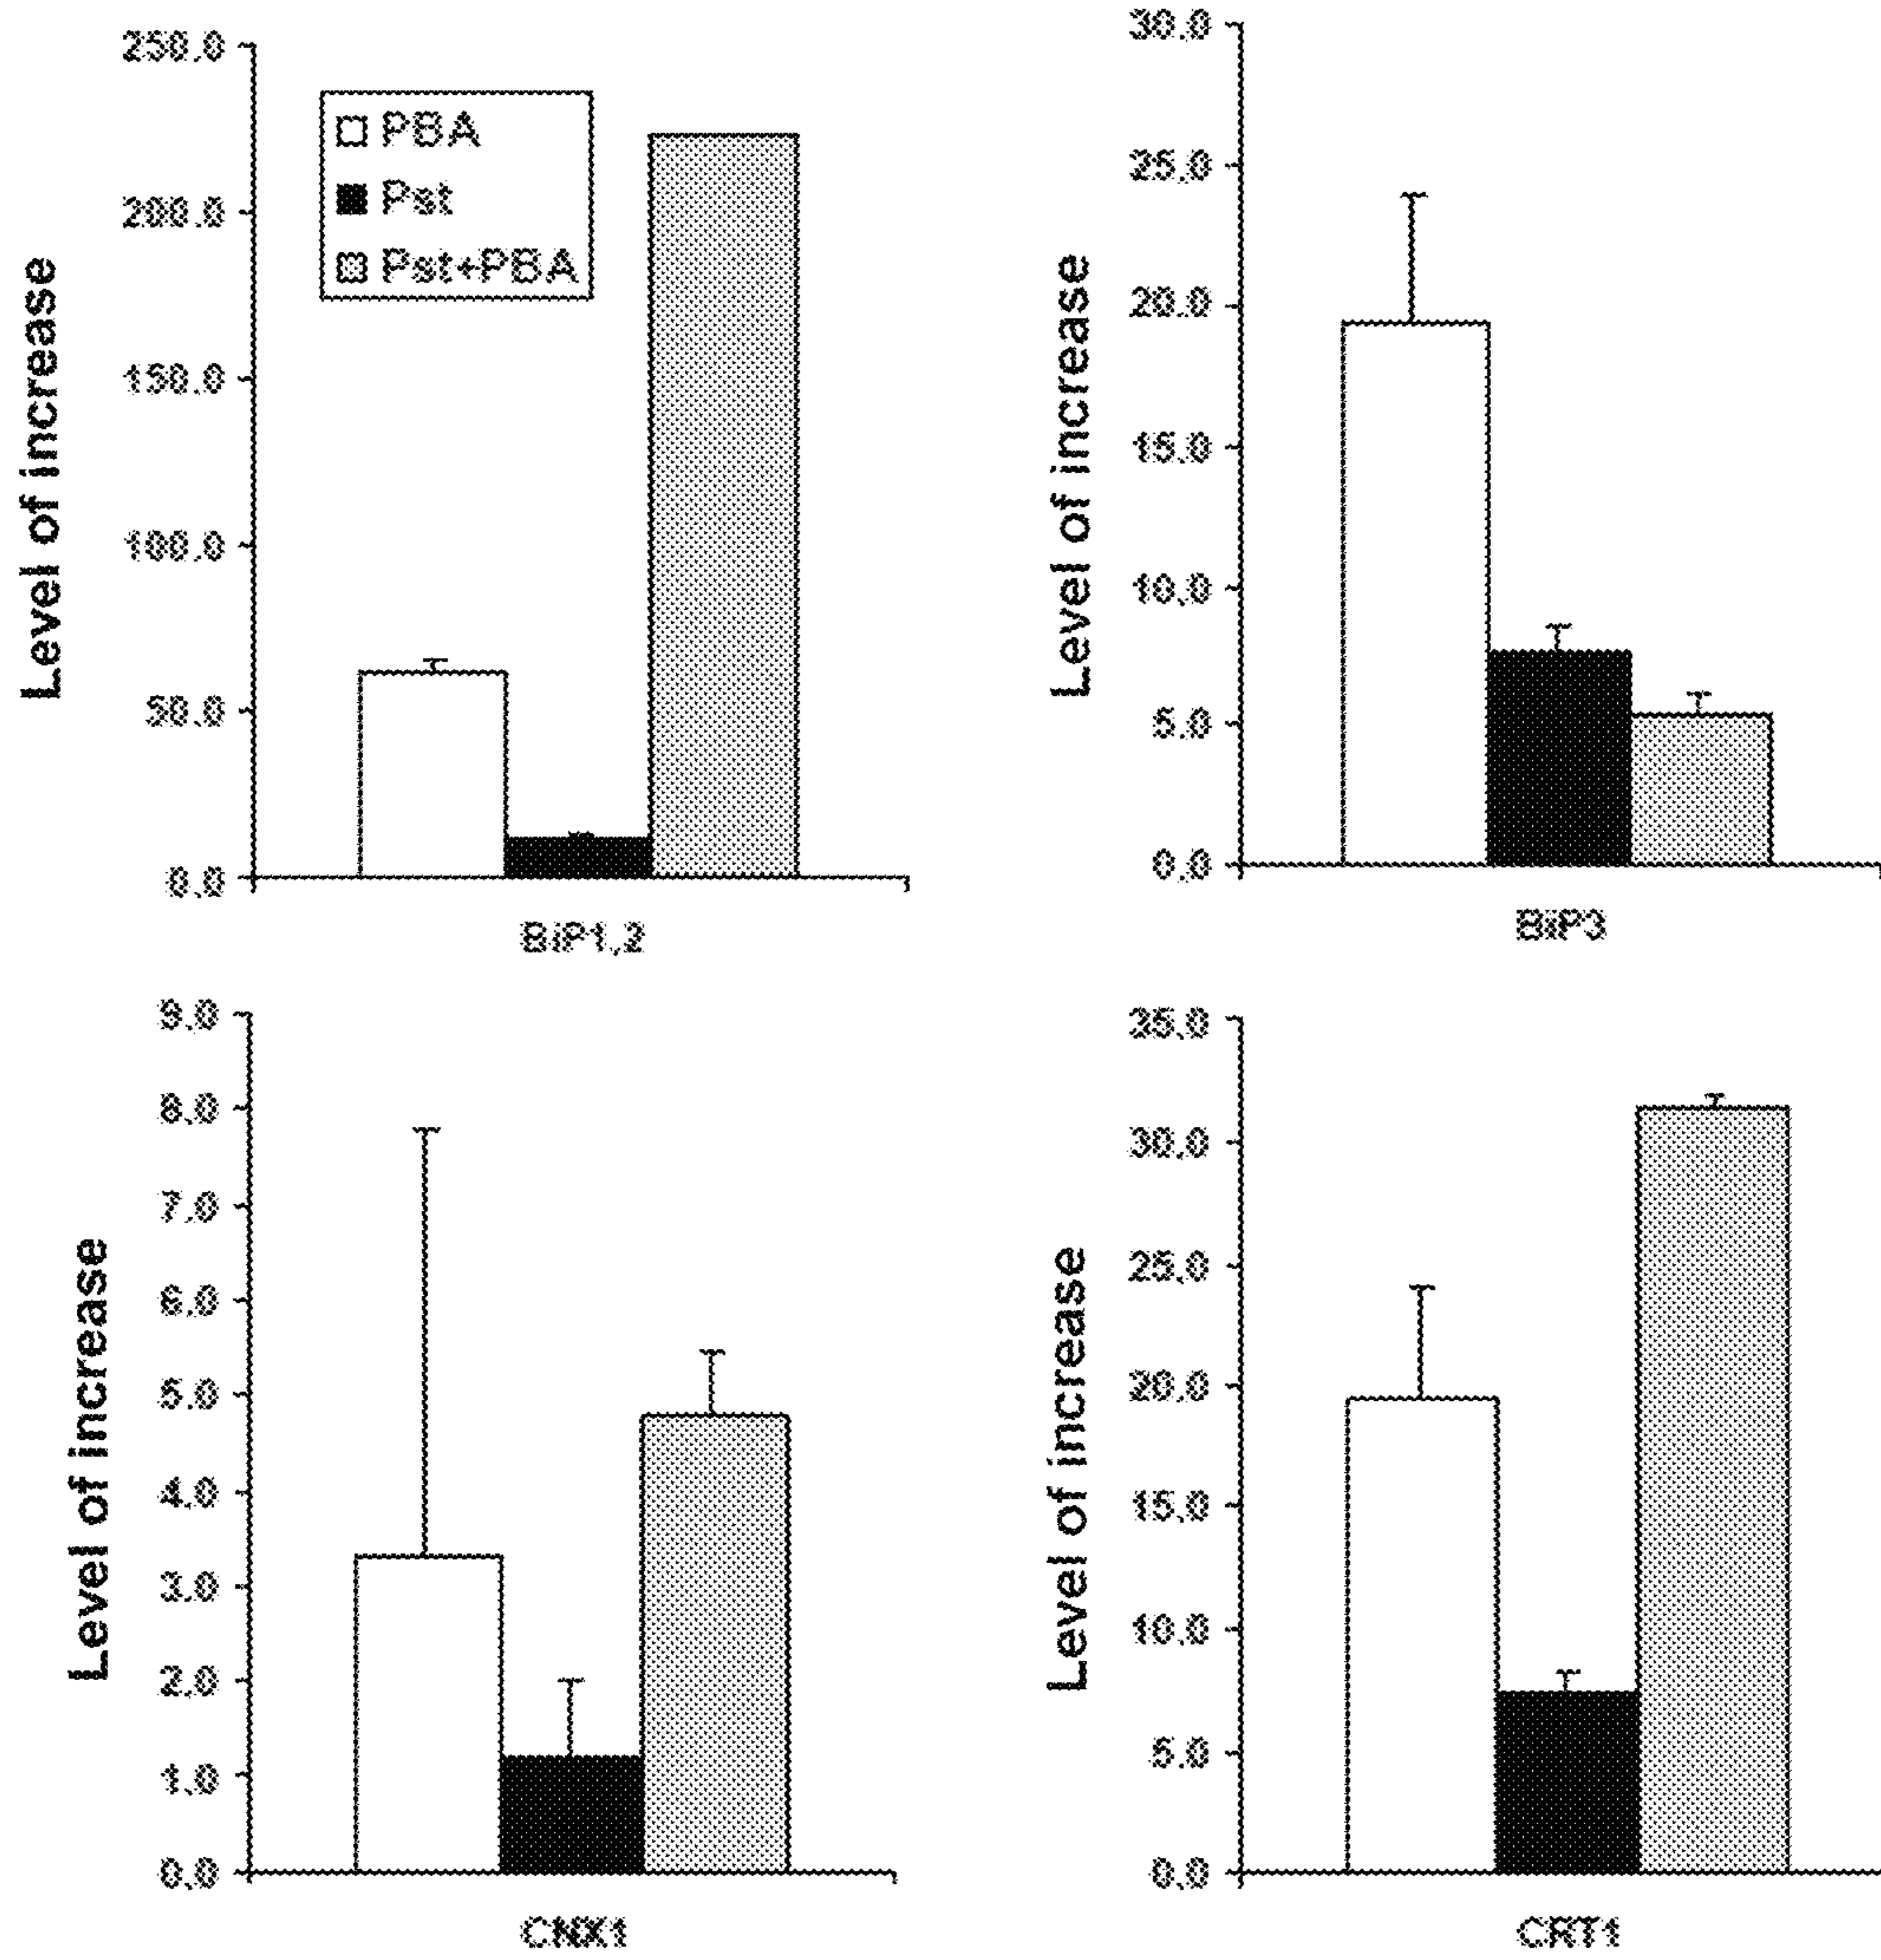 Level of increase
250.0
200.0
150.0
100.0
50.0
0.0
PBA
Pst
Pst+PBA
BiP1,2
Level of increase
30.0
25.0
20.0
15.0
10.0
5.0
0.0
BiP3
Level of increase
9.0
8.0
7.0
6.0
5.0
4.0
3.0
2.0
1.0
0.0
CNX1
Level of increase
35.0
30.0
25.0
20.0
15.0
10.0
5.0
0.0
CRT1